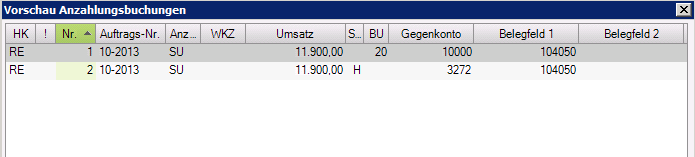 Vorschau Anzahlungsbuchungen
HK ! Nr. Auftrags-Nr. Anz... WKZ Umsatz S... BU Gegenkonto Belegfeld 1 Belegfeld 2
RE 1 10-2013 SU 11.900,00 20 10000 104050
RE 2 10-2013 SU 11.900,00 H 3272 104050